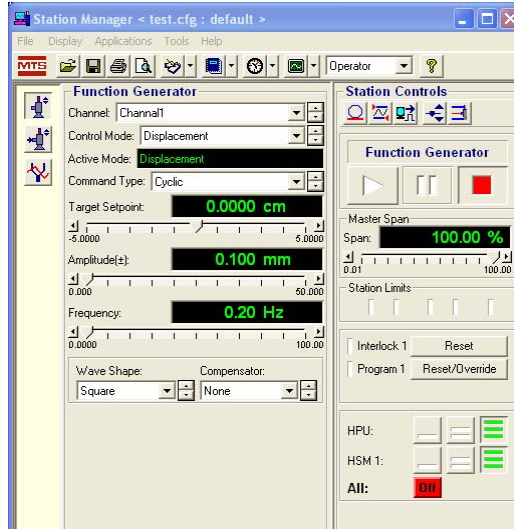 Station Manager < test.cfg : default >
File Display Applications Tools Help
MTS
Operator
Function Generator
Channel: Channel1
Control Mode: Displacement
Active Mode: Displacement
Command Type: Cyclic
Target Setpoint: 0.0000 cm
-5.0000 5.0000
Amplitude(±): 0.100 mm
0.000 50.000
Frequency: 0.20 Hz
0.0000 100.00
Wave Shape: Compensator:
Square None
Station Controls
Function Generator
Master Span
Span: 100.00 %
0.01 100.00
Station Limits
Interlock 1 Reset
Program 1 Reset/Override
HPU:
HSM 1:
All: Off